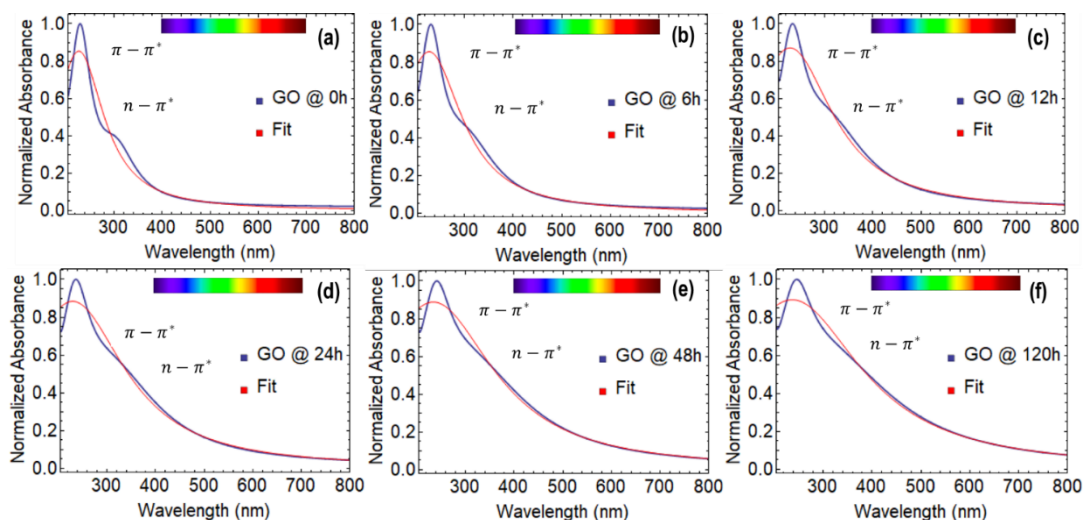 (a)
π − π*
n − π*
GO @ 0h
Fit
Normalized Absorbance
1.0
0.8
0.6
0.4
0.2
0.0
300 400 500 600 700 800
Wavelength (nm)
(b)
π − π*
n − π*
GO @ 6h
Fit
Normalized Absorbance
1.0
0.8
0.6
0.4
0.2
0.0
300 400 500 600 700 800
Wavelength (nm)
(c)
π − π*
n − π*
GO @ 12h
Fit
Normalized Absorbance
1.0
0.8
0.6
0.4
0.2
0.0
300 400 500 600 700 800
Wavelength (nm)
(d)
π − π*
n − π*
GO @ 24h
Fit
Normalized Absorbance
1.0
0.8
0.6
0.4
0.2
0.0
300 400 500 600 700 800
Wavelength (nm)
(e)
π − π*
n − π*
GO @ 48h
Fit
Normalized Absorbance
1.0
0.8
0.6
0.4
0.2
0.0
300 400 500 600 700 800
Wavelength (nm)
(f)
π − π*
n − π*
GO @ 120h
Fit
Normalized Absorbance
1.0
0.8
0.6
0.4
0.2
0.0
300 400 500 600 700 800
Wavelength (nm)